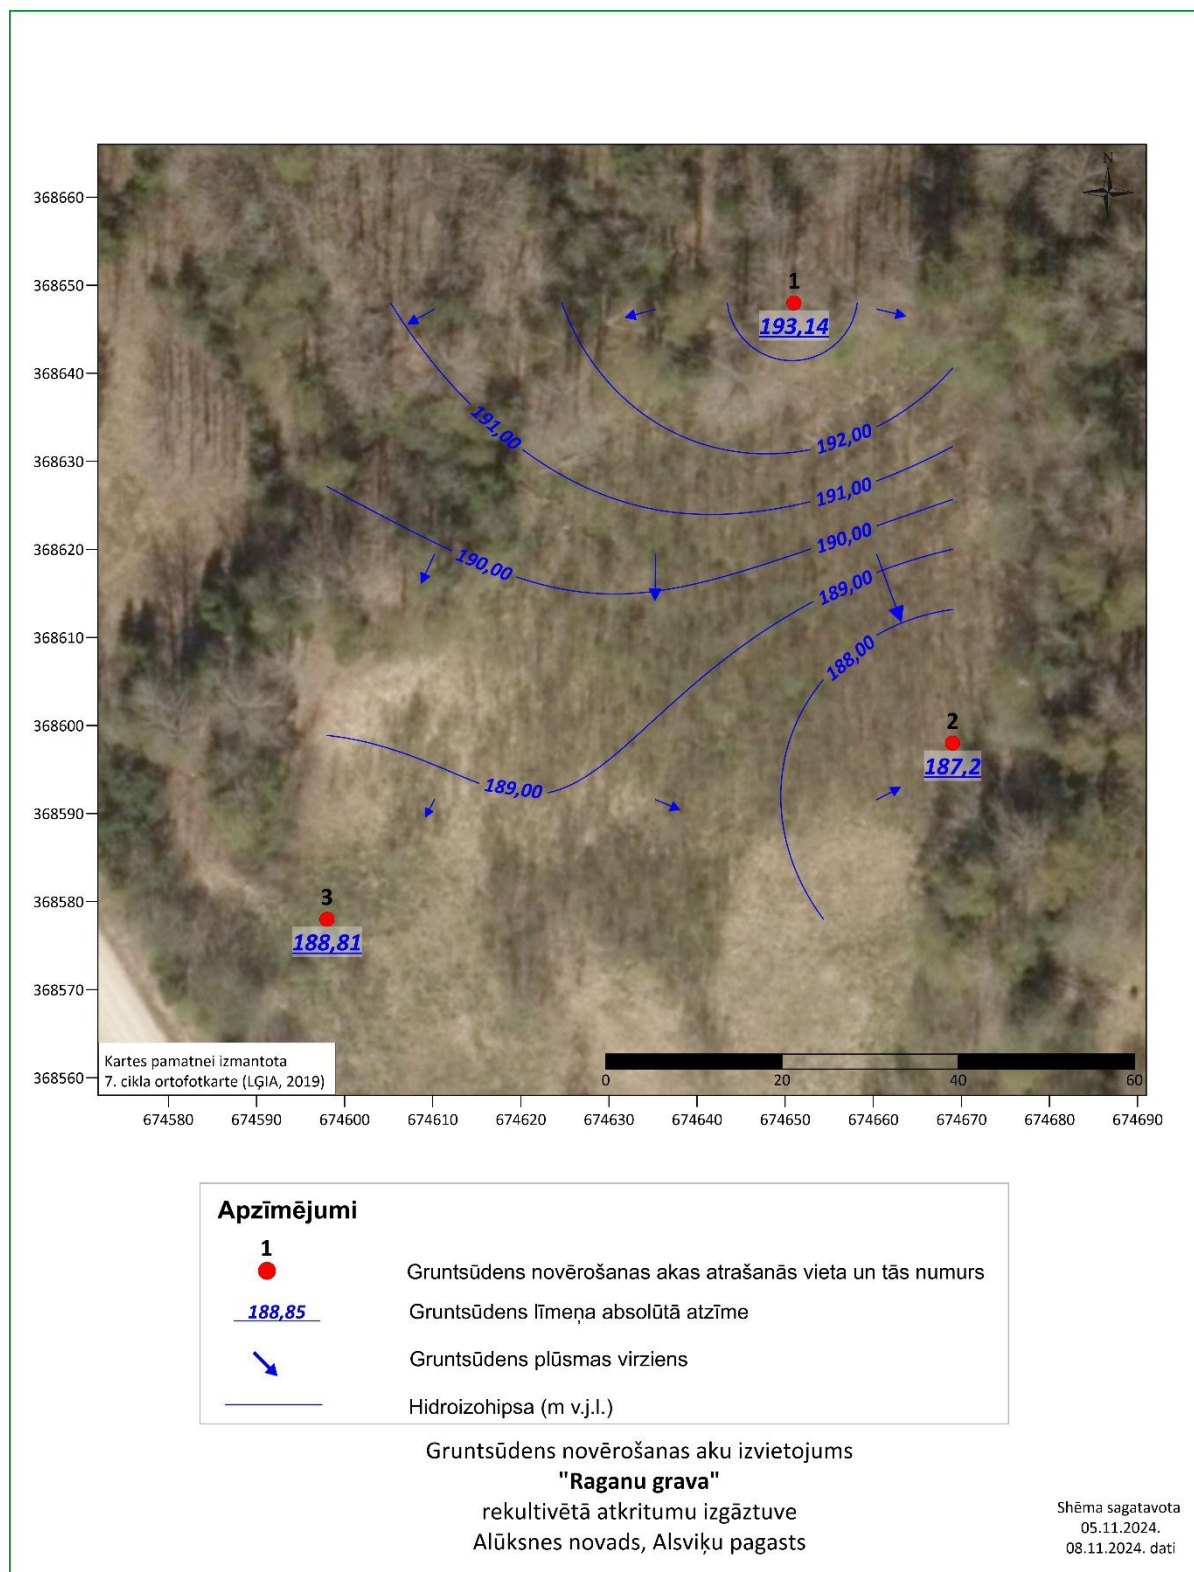 N
368660
368650
368640
368630
368620
368610
368600
368590
368580
368570
368560
1
193,14
191,00
192,00
191,00
190,00
190,00
189,00
188,00
2
187,2
189,00
3
188,81
Kartes pamatnei izmantota
7. cikla ortofotkarte (LĢIA, 2019)
0 20 40 60
674580 674590 674600 674610 674620 674630 674640 674650 674660 674670 674680 674690
Apzīmējumi
1
Gruntsūdens novērošanas akas atrašanās vieta un tās numurs
188,85 Gruntsūdens līmeņa absolūtā atzīme
Gruntsūdens plūsmas virziens
Hidroizohipsa (m v.j.l.)
Gruntsūdens novērošanas aku izvietojums
"Raganu grava"
rekultivētā atkritumu izgāztuve
Alūksnes novads, Alsviķu pagasts
Shēma sagatavota
05.11.2024.
08.11.2024. dati